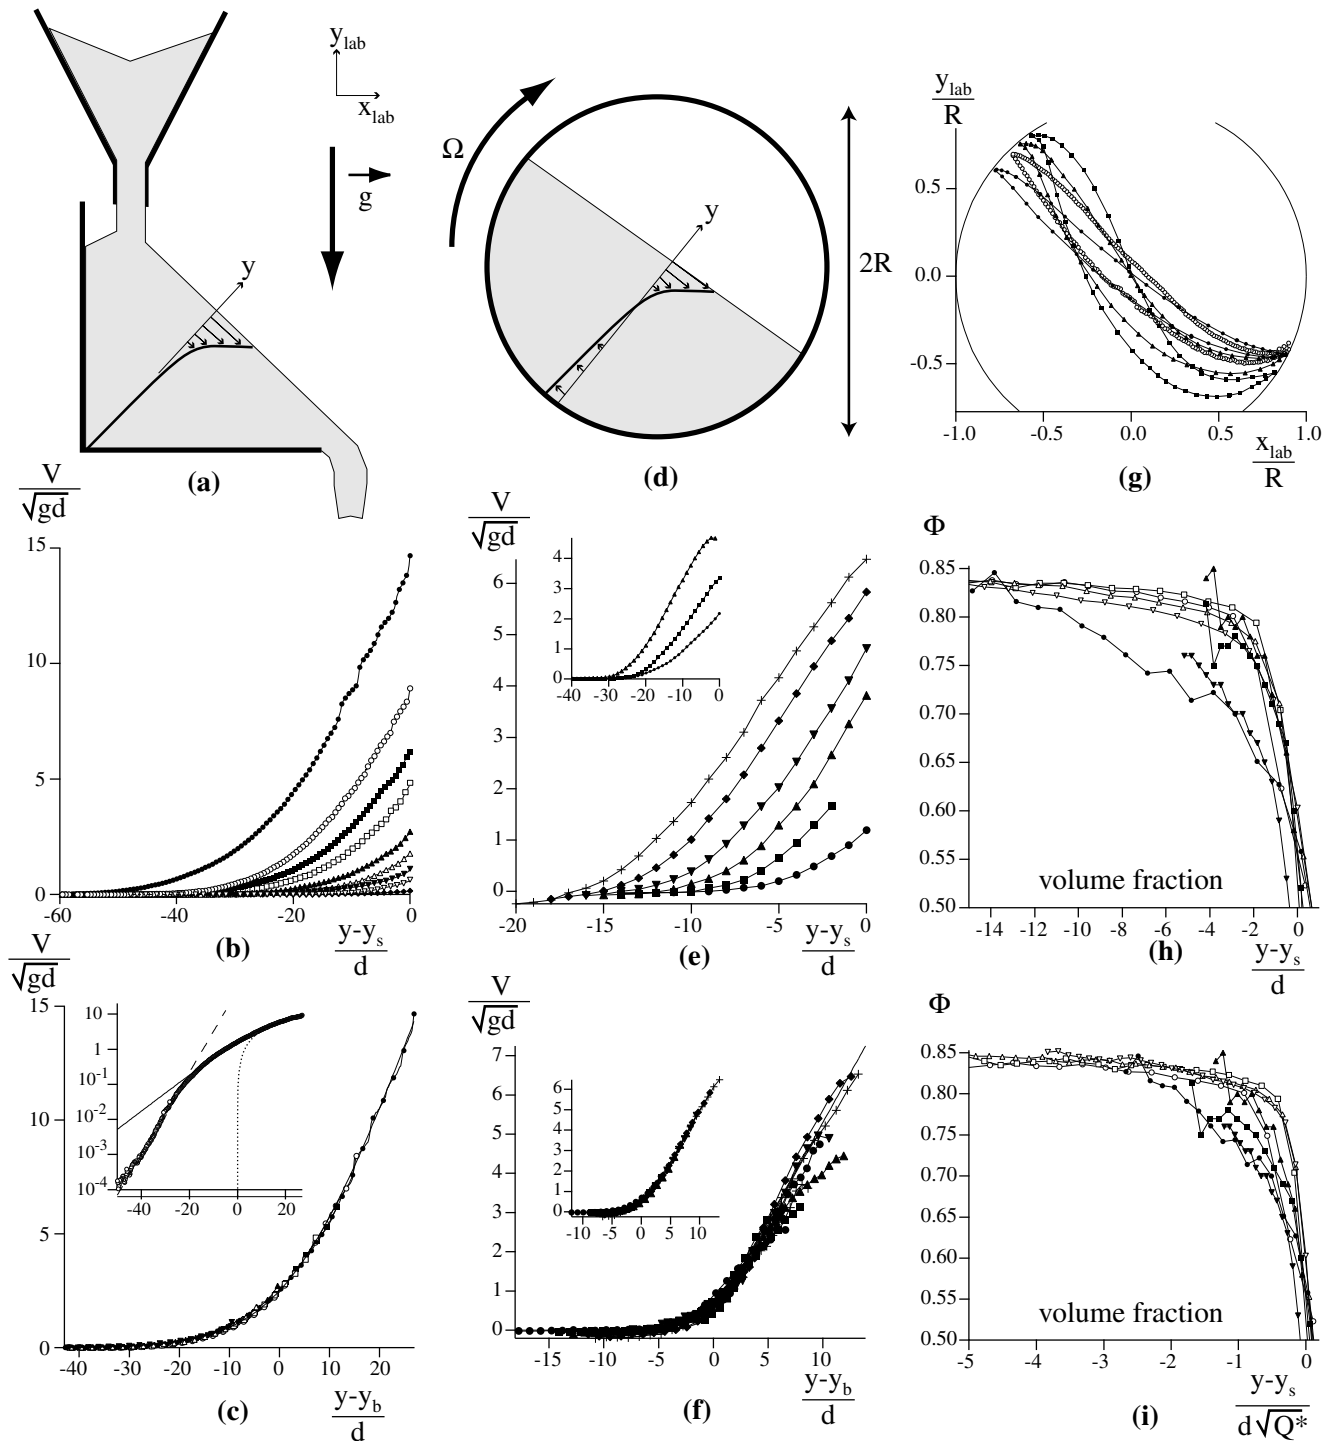 y_lab
x_lab
g
y
(a)
Ω
y
2R
(d)
y_lab
R
0.5
0.0
-0.5
-1.0 -0.5 0.0 0.5 1.0
x_lab
R
(g)
V
√gd
15
10
5
0
-60 -40 -20 0
y-y_s
d
(b)
V
√gd
6
5
4
3
2
1
0
-20 -15 -10 -5 0
4
3
2
1
0
-40 -30 -20 -10 0
y-y_s
d
(e)
Φ
0.85
0.80
0.75
0.70
0.65
0.60
0.55
0.50
volume fraction
-14 -12 -10 -8 -6 -4 -2 0
y-y_s
d
(h)
V
√gd
15
10
5
0
-40 -30 -20 -10 0 10 20
10
1
10^-1
10^-2
10^-3
10^-4
-40 -20 0 20
y-y_b
d
(c)
V
√gd
7
6
5
4
3
2
1
0
-15 -10 -5 0 5 10
6
5
4
3
2
1
0
-10 -5 0 5 10
y-y_b
d
(f)
Φ
0.85
0.80
0.75
0.70
0.65
0.60
0.55
0.50
volume fraction
-5 -4 -3 -2 -1 0
y-y_s
d√Q*
(i)